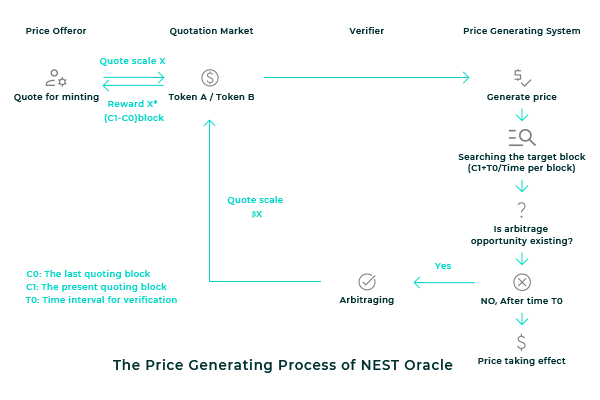 Price Offeror
Quotation Market
Verifier
Price Generating System
Quote scale X
Quote for minting
Token A / Token B
Generate price
Reward X*
(C1-C0)block
Searching the target block
(C1+T0/Time per block)
Quote scale
βX
Is arbitrage
opportunity existing?
Yes
C0: The last quoting block
C1: The present quoting block
T0: Time interval for verification
Arbitraging
NO, After time T0
Price taking effect
The Price Generating Process of NEST Oracle